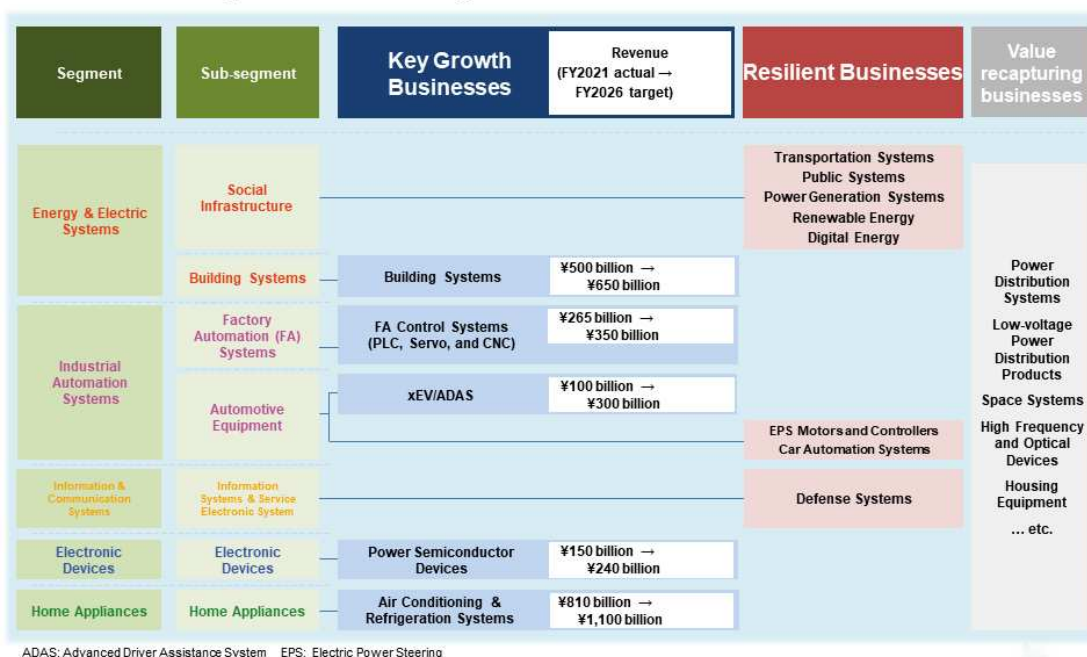 Segment
Sub-segment
Key Growth
Businesses
Revenue
(FY2021 actual →
FY2026 target)
Resilient Businesses
Value
recapturing
businesses
Energy & Electric
Systems
Social
Infrastructure
Transportation Systems
Public Systems
Power Generation Systems
Renewable Energy
Digital Energy
Building Systems
Building Systems
¥500 billion →
¥650 billion
Industrial
Automation
Systems
Factory
Automation (FA)
Systems
FA Control Systems
(PLC, Servo, and CNC)
¥265 billion →
¥350 billion
Automotive
Equipment
xEV/ADAS
¥100 billion →
¥300 billion
EPS Motors and Controllers
Car Automation Systems
Information &
Communication
Systems
Information
Systems & Service
Electronic System
Defense Systems
Electronic
Devices
Electronic
Devices
Power Semiconductor
Devices
¥150 billion →
¥240 billion
Home Appliances
Home Appliances
Air Conditioning &
Refrigeration Systems
¥810 billion →
¥1,100 billion
Power
Distribution
Systems
Low-voltage
Power
Distribution
Products
Space Systems
High Frequency
and Optical
Devices
Housing
Equipment
... etc.
ADAS: Advanced Driver Assistance System EPS: Electric Power Steering